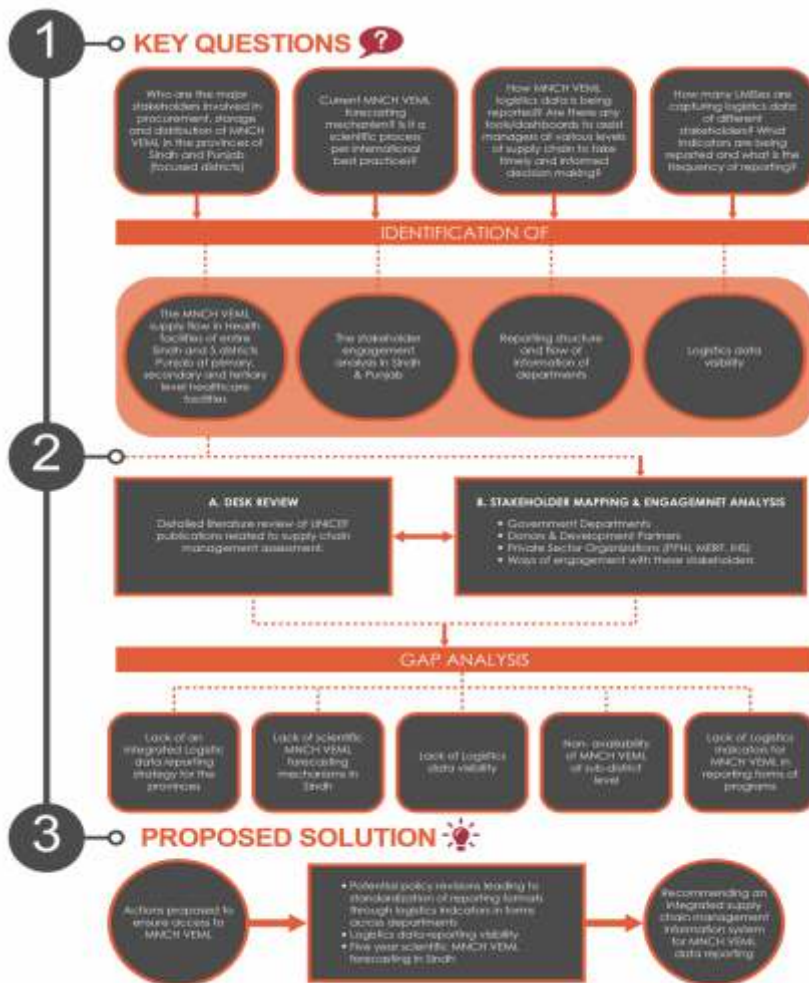 1
KEY QUESTIONS ?
Who are the major
stakeholders involved in
procurement, storage
and distribution of MNCH
VEML in the provinces of
Sindh and Punjab
(focused districts)
Current MNCH VEML
forecasting
mechanism? Is it a
scientific process
per international
best practices?
How MNCH VEML
logistics data is being
reported? Are there any
tools/dashboards to assist
managers at various levels
of supply chain to take
timely and informed
decision making?
How many LMISes are
capturing logistics data
of different
stakeholders? What
indicators are being
reported and what is the
frequency of reporting?
IDENTIFICATION OF
The MNCH VEML
supply flow in Health
facilities of entire
Sindh and 5 districts
Punjab at primary,
secondary and tertiary
level healthcare
facilities
The stakeholder
engagement
analysis in Sindh
& Punjab
Reporting structure
and flow of
information of
departments
Logistics data
visibility
2
A. DESK REVIEW
Detailed literature review of UNICEF
publications related to supply chain
management assessment.
B. STAKEHOLDER MAPPING & ENGAGEMNET ANALYSIS
• Government Departments
• Donors & Development Partners
• Private Sector Organizations (PPHI, MERF, IHS)
• Ways of engagement with these stakeholders
GAP ANALYSIS
Lack of an
Integrated Logistic
data reporting
strategy for the
provinces
Lack of scientific
MNCH VEML
forecasting
mechanisms in
Sindh
Lack of Logistics
data visibility
Non- availability
of MNCH VEML
at sub-district
level
Lack of Logistics
indicators for
MNCH VEML in
reporting forms of
programs
3
PROPOSED SOLUTION
Actions proposed to
ensure access to
MNCH VEML
• Potential policy revisions leading to
standardization of reporting formats
through logistics indicators in forms
across departments
• Logistics data-reporting visibility
• Five year scientific MNCH VEML
forecasting in Sindh
Recommending an
integrated supply
chain management
information system
for MNCH VEML
data reporting